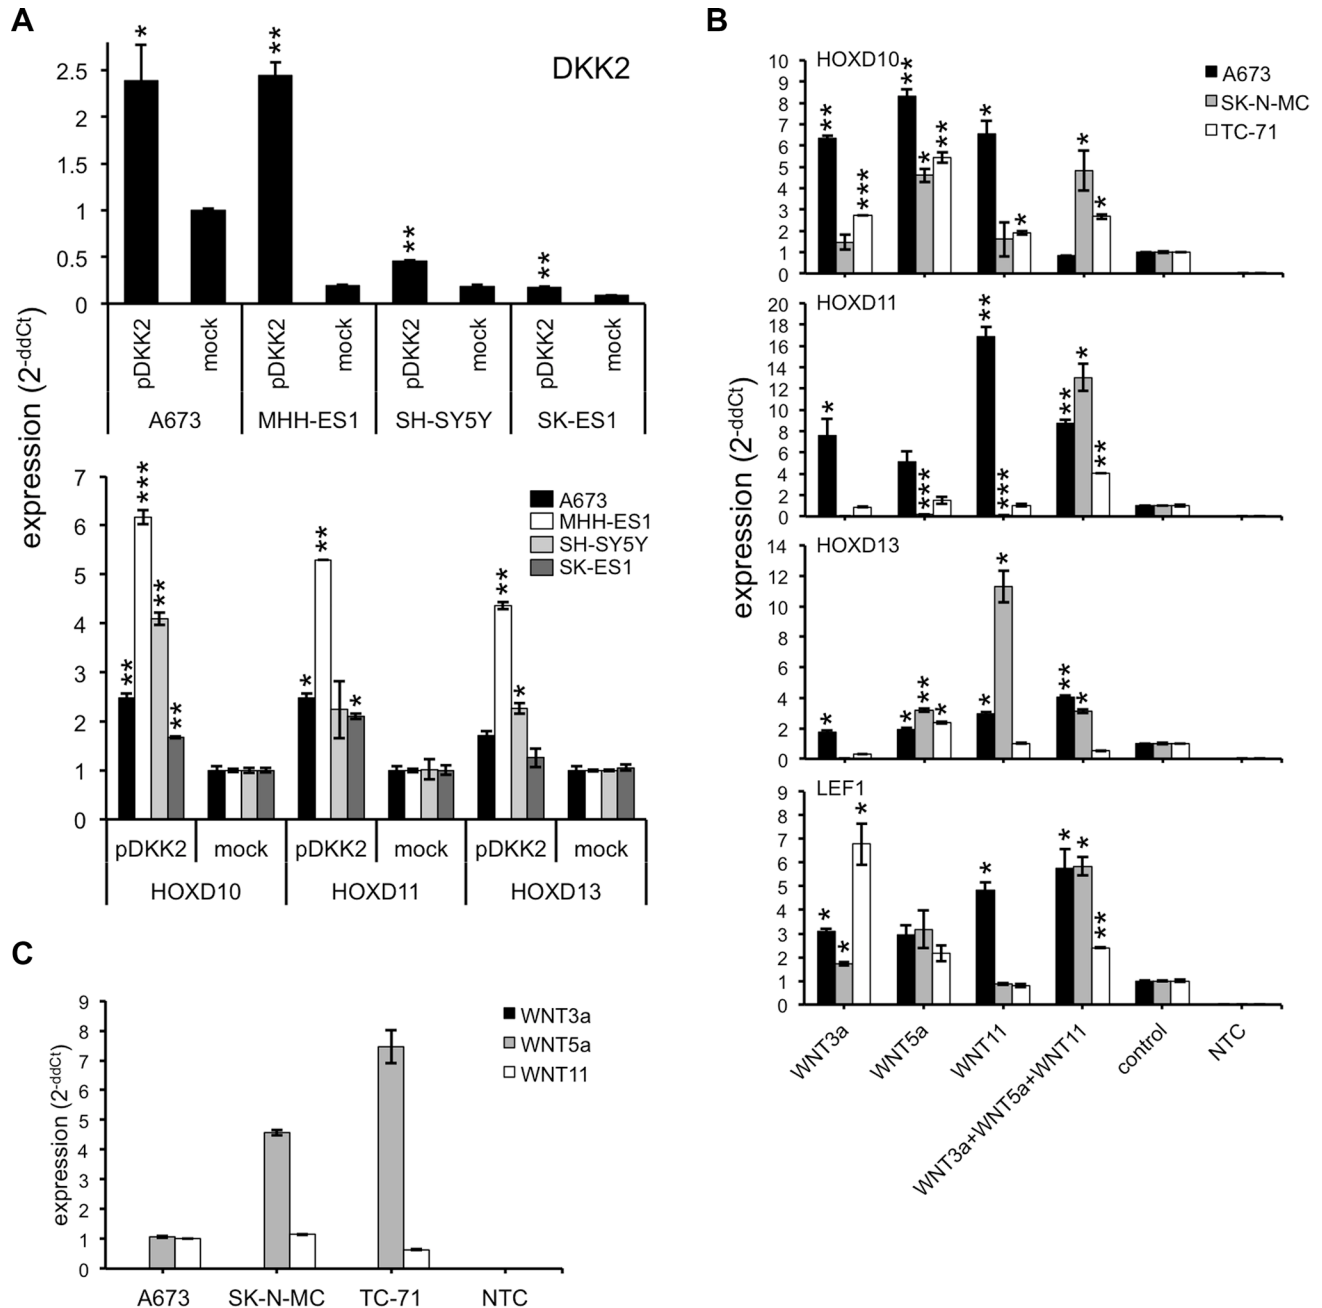 A
DKK2
expression (2-ddCt)
2.5
2
1.5
1
0.5
0
* ** ** **
pDKK2 mock pDKK2 mock pDKK2 mock pDKK2 mock
A673 MHH-ES1 SH-SY5Y SK-ES1
7
6
5
4
3
2
1
0
** *** ** ** * ** * ** *
A673
MHH-ES1
SH-SY5Y
SK-ES1
pDKK2 mock pDKK2 mock pDKK2 mock
HOXD10 HOXD11 HOXD13
B
expression (2-ddCt)
HOXD10
A673
SK-N-MC
TC-71
10
9
8
7
6
5
4
3
2
1
0
** *** ** * ** * * * *
HOXD11
20
18
16
14
12
10
8
6
4
2
0
* *** ** *** ** * **
HOXD13
14
12
10
8
6
4
2
0
* * ** * * * ** *
LEF1
9
8
7
6
5
4
3
2
1
0
* * * * * * **
WNT3a WNT5a WNT11 WNT3a+WNT5a+WNT11 control NTC
C
expression (2-ddCt)
9
8
7
6
5
4
3
2
1
0
WNT3a
WNT5a
WNT11
A673 SK-N-MC TC-71 NTC